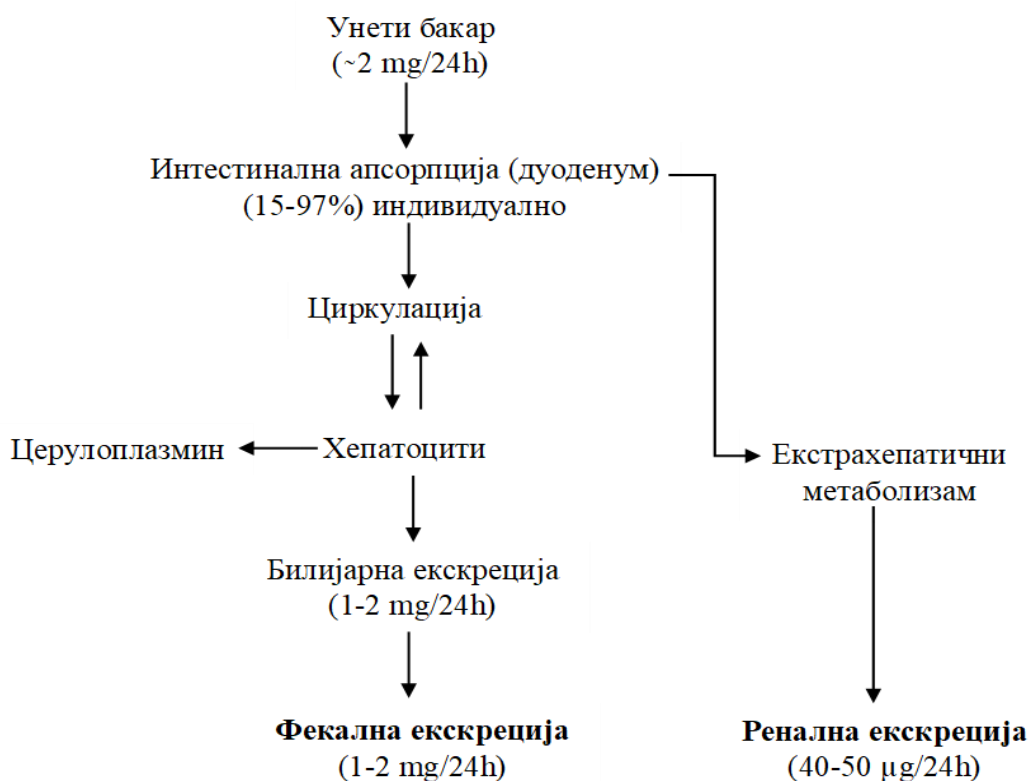 Унети бакар
(~2 mg/24h)
Интестинална апсорпција (дуоденум)
(15-97%) индивидуално
Циркулација
Церулоплазмин
Хепатоцити
Екстрахепатични
метаболизам
Билијарна екскреција
(1-2 mg/24h)
Фекална екскреција
(1-2 mg/24h)
Ренална екскреција
(40-50 µg/24h)